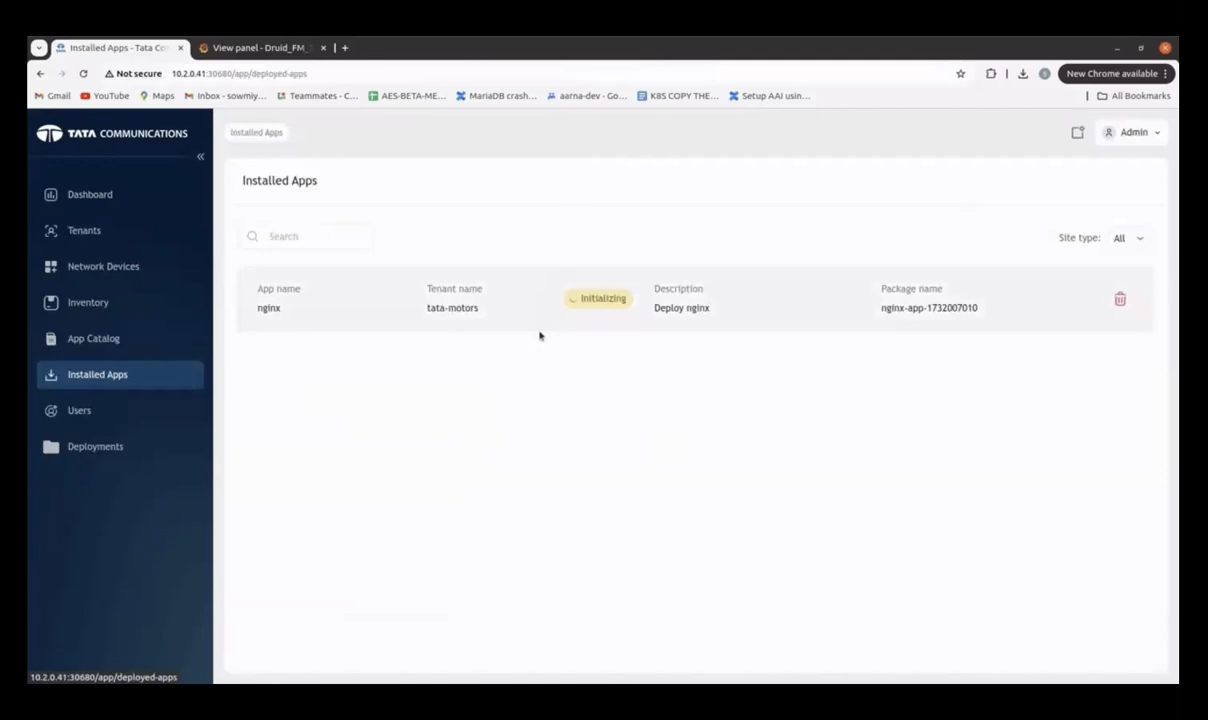 Installed Apps - Tata Co
View panel - Druid_FM_
Not secure 10.2.0.41:30680/app/deployed-apps
New Chrome available
Gmail
YouTube
Maps
Inbox - sowmiy...
Teammates - C...
AES-BETA-ME...
MariaDB crash...
aarna-dev - Go...
K8S COPY THE...
Setup AAI usin...
All Bookmarks
TATA COMMUNICATIONS
Installed Apps
Admin
Dashboard
Tenants
Network Devices
Inventory
App Catalog
Installed Apps
Users
Deployments
Installed Apps
Search
Site type: All
App name
nginx
Tenant name
tata-motors
Initializing
Description
Deploy nginx
Package name
nginx-app-1732007010
10.2.0.41:30680/app/deployed-apps